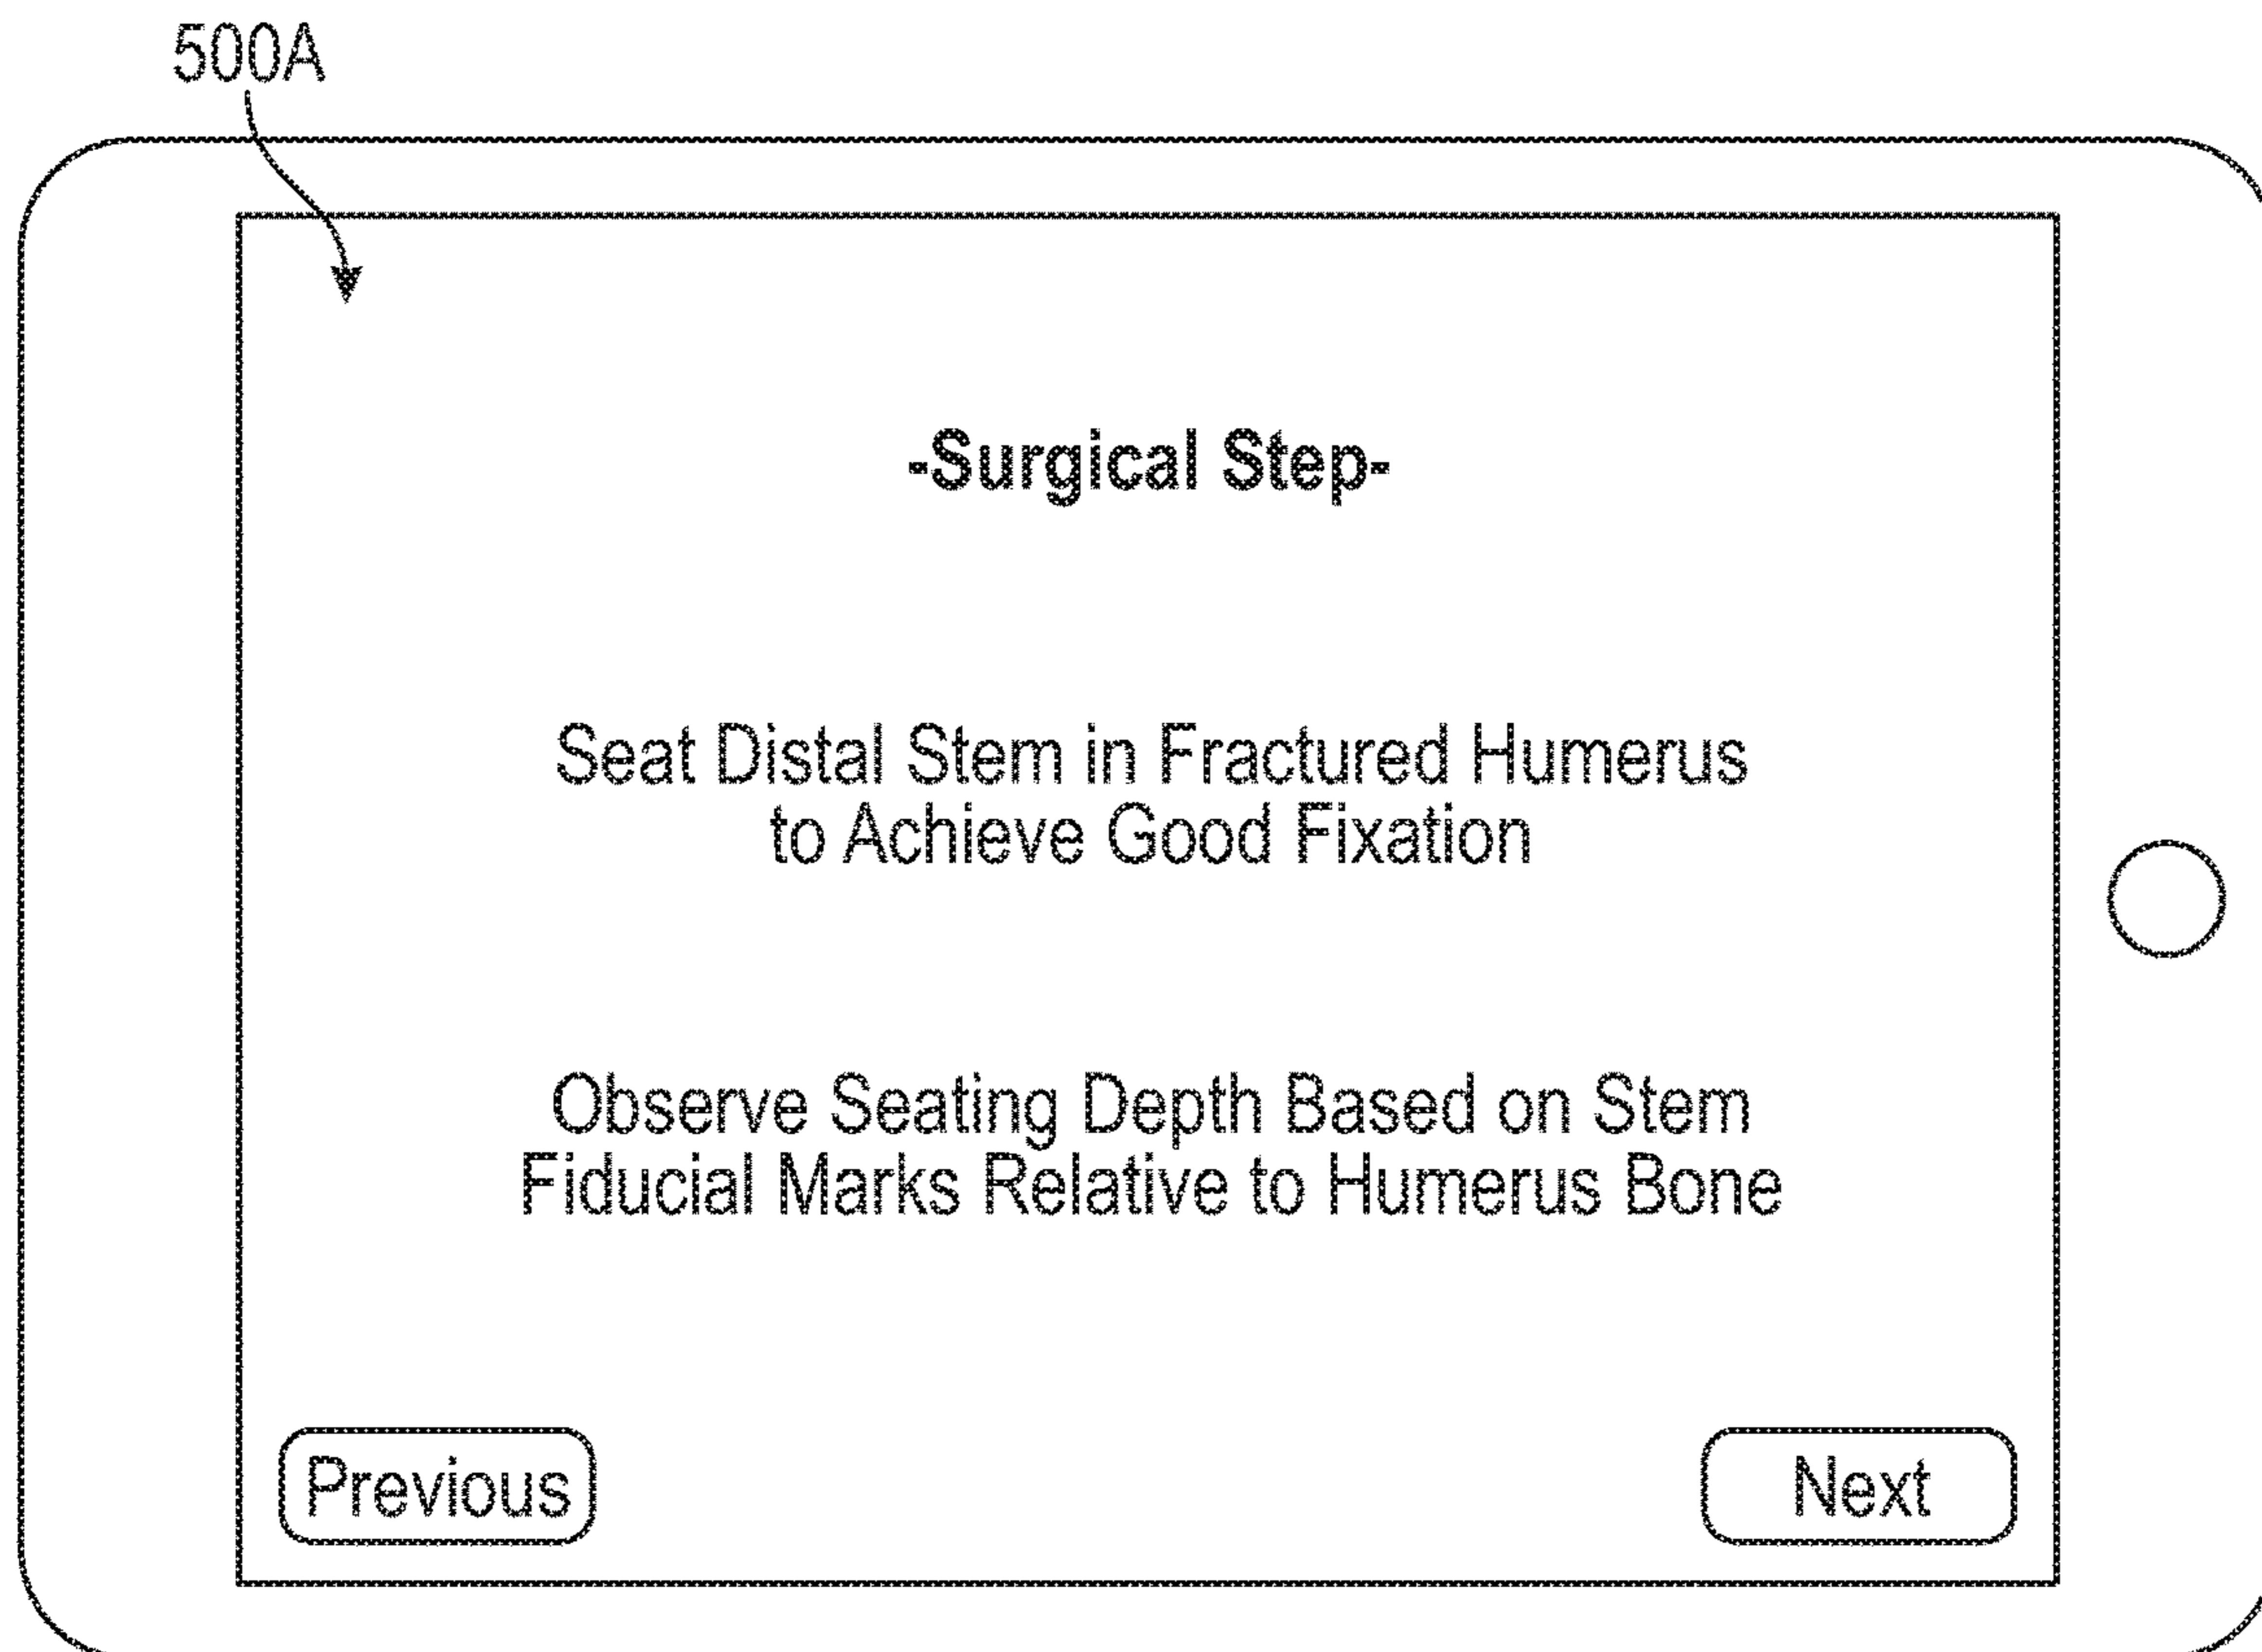 500A
-Surgical Step-
Seat Distal Stem in Fractured Humerus
to Achieve Good Fixation
Observe Seating Depth Based on Stem
Fiducial Marks Relative to Humerus Bone
Previous
Next